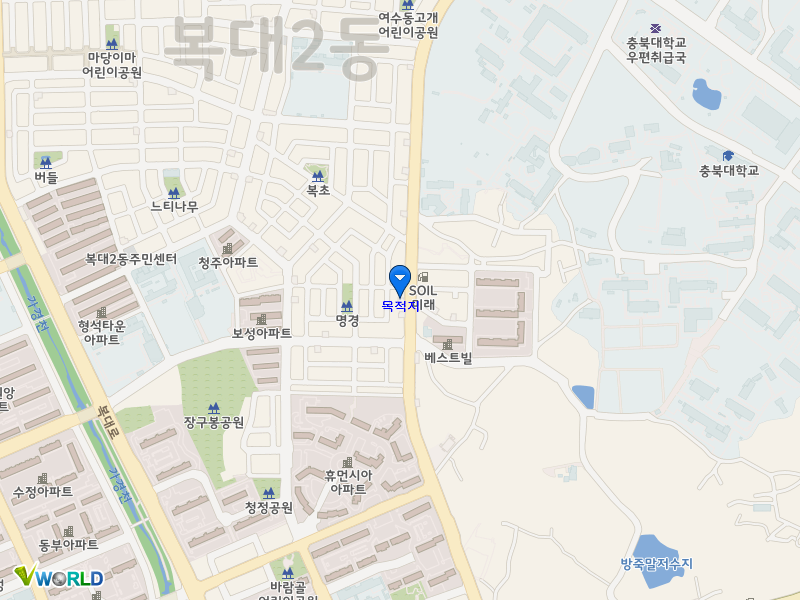 여수동고개
어린이공원
복대2동
마당이마
어린이공원
충북대학교
우편취급국
버들
느티나무
복초
충북대학교
복대2동주민센터
청주아파트
가경천
SOIL
미래
목적지
형석타운
아파트
보성아파트
명경
베스트빌
장구봉공원
복대로
휴먼시아
아파트
가경천
수정아파트
청정공원
동부아파트
방죽말저수지
바람골
어린이공원
VWORLD